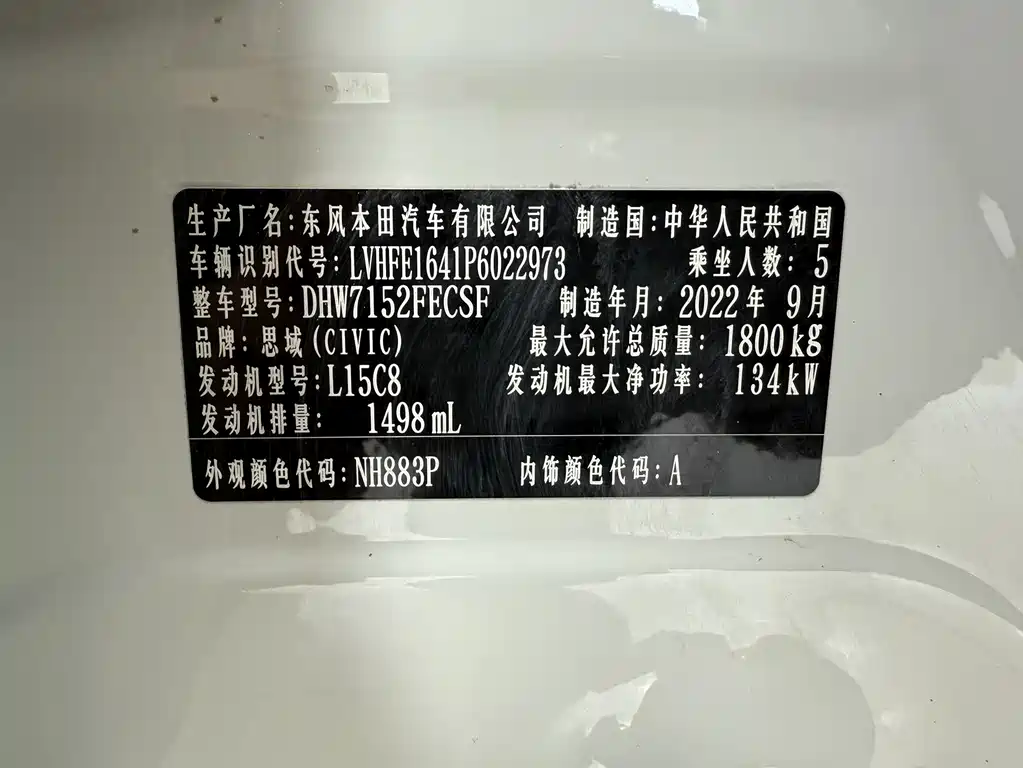 生产厂名:东风本田汽车有限公司 制造国:中华人民共和国
车辆识别代号:LVHFE1641P6022973 乘坐人数: 5
整车型号:DHW7152FECSF 制造年月: 2022年 9月
品牌:思域(CIVIC) 最大允许总质量: 1800kg
发动机型号:L15C8 发动机最大净功率: 134kW
发动机排量: 1498mL
外观颜色代码:NH883P 内饰颜色代码:A